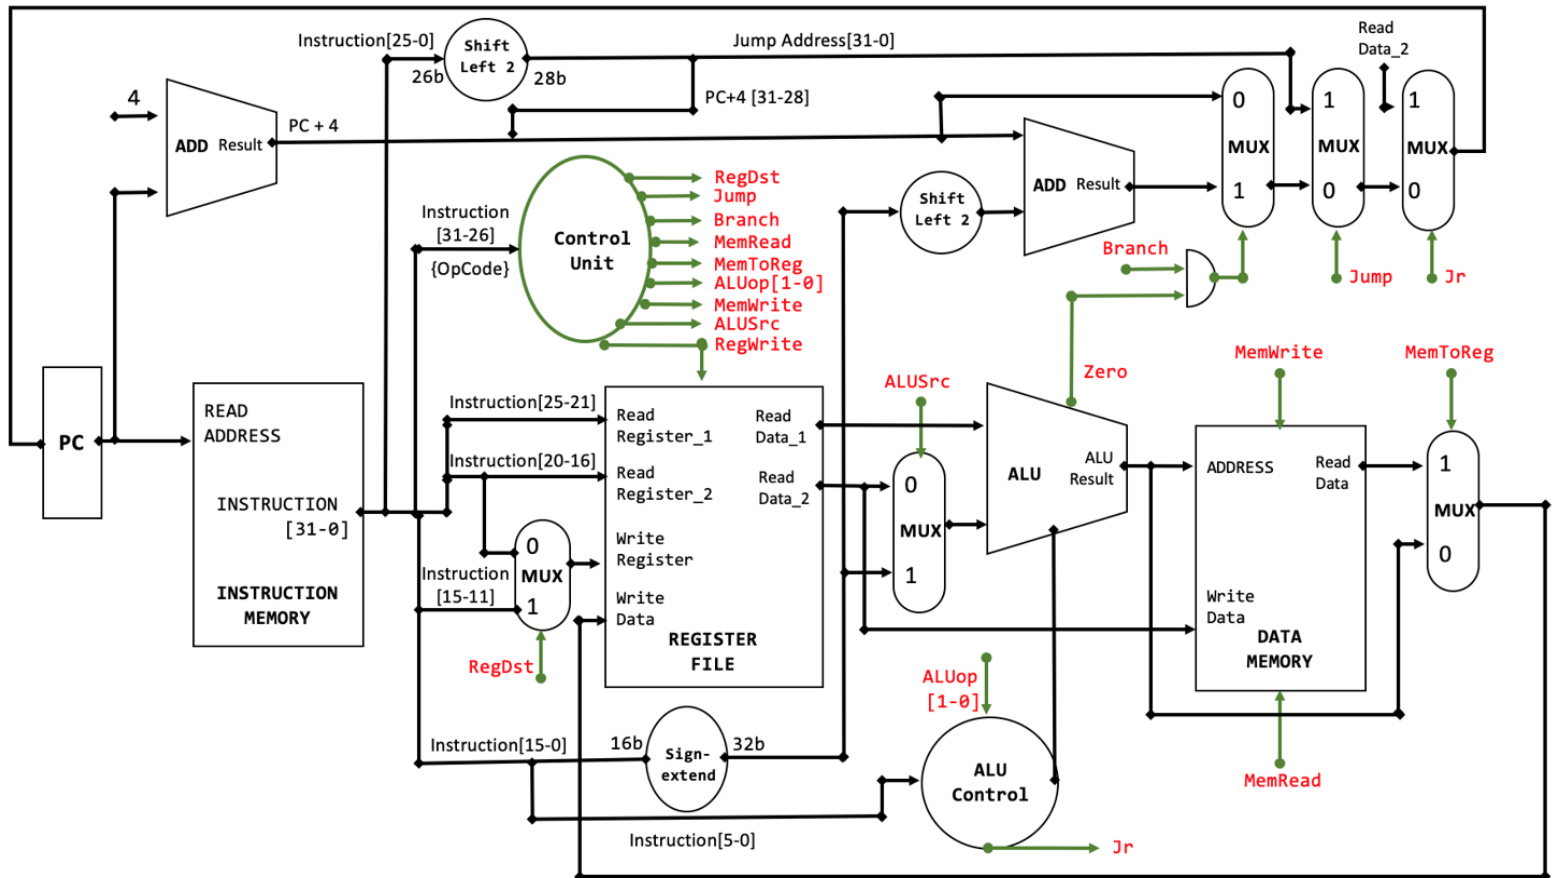 Instruction[25-0]
26b
Shift
Left 2
28b
Jump Address[31-0]
PC+4 [31-28]
Read
Data_2
4
ADD Result
PC + 4
0
MUX
1
1
MUX
0
1
MUX
0
Shift
Left 2
ADD Result
Instruction
[31-26]
{OpCode}
Control
Unit
RegDst
Jump
Branch
MemRead
MemToReg
ALUop[1-0]
MemWrite
ALUSrc
RegWrite
Branch
Jump
Jr
Zero
MemWrite
MemToReg
ALUSrc
PC
READ
ADDRESS
INSTRUCTION
[31-0]
INSTRUCTION
MEMORY
Instruction[25-21]
Instruction[20-16]
Instruction
[15-11]
0
MUX
1
RegDst
Read
Register_1
Read
Register_2
Write
Register
Write
Data
Read
Data_1
Read
Data_2
REGISTER
FILE
0
MUX
1
ALU
ALU
Result
ADDRESS
Read
Data
Write
Data
DATA
MEMORY
1
MUX
0
MemRead
Instruction[15-0]
16b
Sign-
extend
32b
Instruction[5-0]
ALUop
[1-0]
ALU
Control
Jr